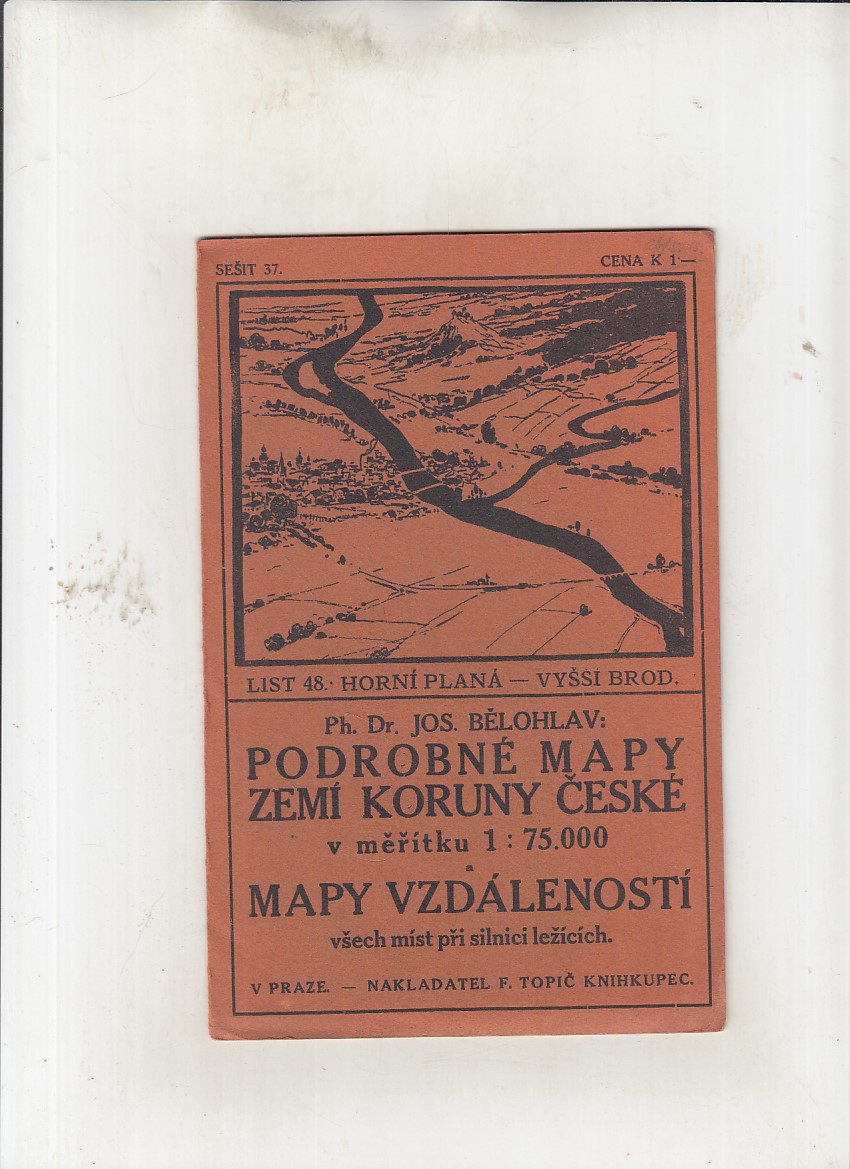 SEŠIT 37.
CENA K 1·—
LIST 48. HORNÍ PLANÁ — VYŠŠÍ BROD.
Ph. Dr. JOS. BĚLOHLAV:
PODROBNÉ MAPY
ZEMÍ KORUNY ČESKÉ
v měřítku 1 : 75.000
a
MAPY VZDÁLENOSTÍ
všech míst při silnici ležících.
V PRAZE. — NAKLADATEL F. TOPIČ KNIHKUPEC.